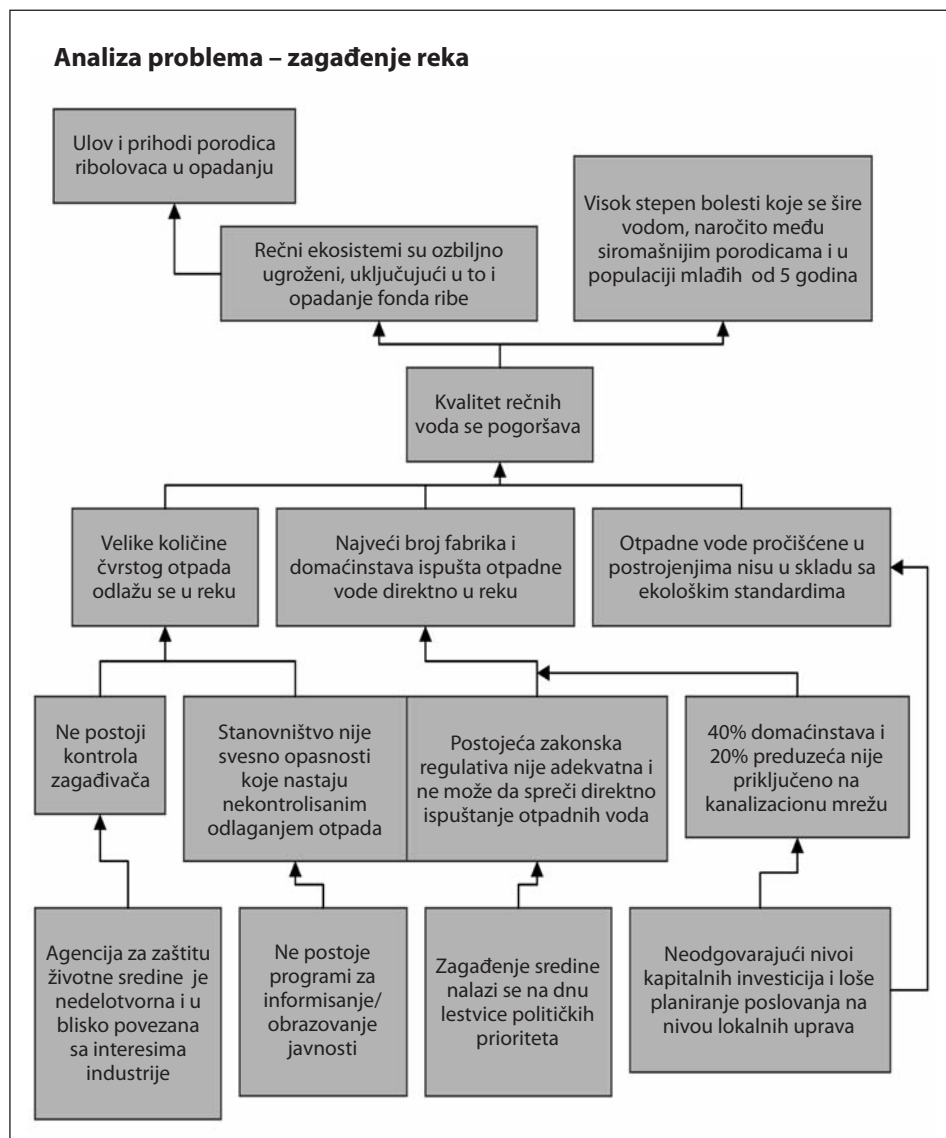 Analiza problema – zagađenje reka
Ulov i prihodi porodica
ribolovaca u opadanju
Visok stepen bolesti koje se šire
vodom, naročito među
siromašnijim porodicama i u
populaciji mlađih od 5 godina
Rečni ekosistemi su ozbiljno
ugroženi, uključujući u to i
opadanje fonda ribe
Kvalitet rečnih
voda se pogoršava
Velike količine
čvrstog otpada
odlažu se u reku
Najveći broj fabrika i
domaćinstava ispušta otpadne
vode direktno u reku
Otpadne vode pročišćene u
postrojenjima nisu u skladu sa
ekološkim standardima
Ne postoji
kontrola
zagađivača
Stanovništvo nije
svesno opasnosti
koje nastaju
nekontrolisanim
odlaganjem otpada
Postojeća zakonska
regulativa nije adekvatna i
ne može da spreči direktno
ispuštanje otpadnih voda
40% domaćinstava i
20% preduzeća nije
priključeno na
kanalizacionu mrežu
Agencija za zaštitu
životne sredine je
nedelotvorna i u
blisko povezana
sa interesima
industrije
Ne postoje
programi za
informisanje/
obrazovanje
javnosti
Zagađenje sredine
nalazi se na dnu
lestvice političkih
prioriteta
Neodgovarajući nivoi
kapitalnih investicija i loše
planiranje poslovanja na
nivou lokalnih uprava